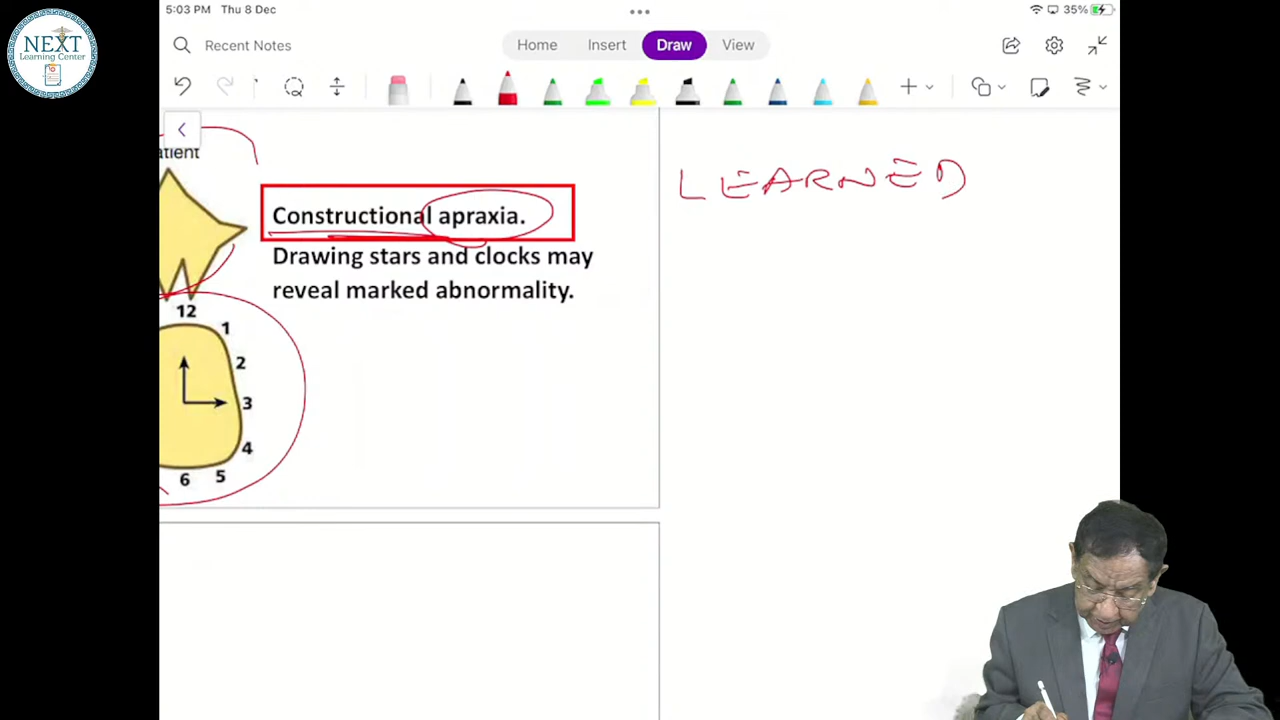 5:03 PM Thu 8 Dec
35%
NEXT
Learning Center
Recent Notes
Home Insert Draw View
atient
LEARNED
Constructional apraxia.
Drawing stars and clocks may
reveal marked abnormality.
12
1
2
3
4
5
6